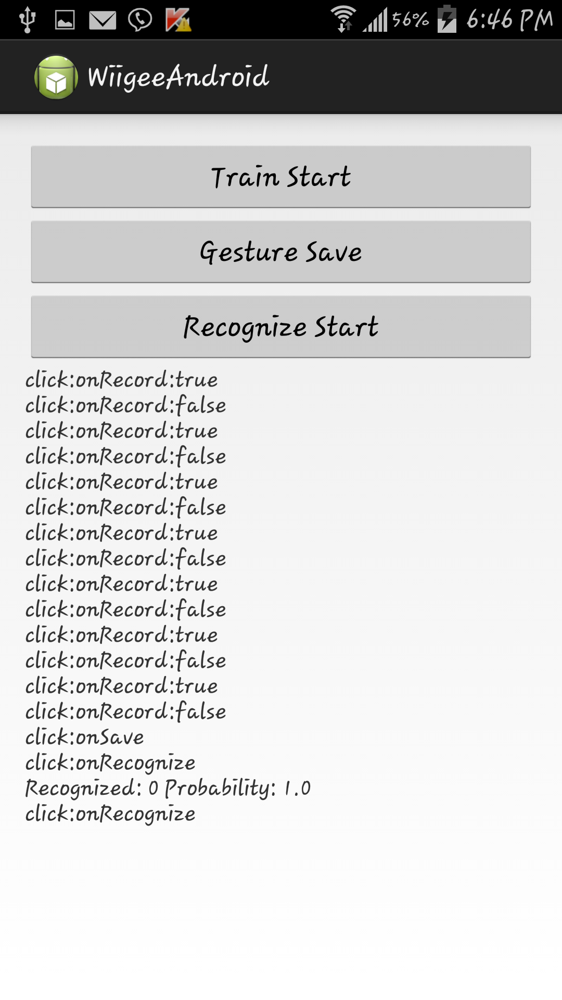 56% 6:46 PM
WiigeeAndroid
Train Start
Gesture Save
Recognize Start
click:onRecord:true
click:onRecord:false
click:onRecord:true
click:onRecord:false
click:onRecord:true
click:onRecord:false
click:onRecord:true
click:onRecord:false
click:onRecord:true
click:onRecord:false
click:onRecord:true
click:onRecord:false
click:onRecord:true
click:onRecord:false
click:onSave
click:onRecognize
Recognized: 0 Probability: 1.0
click:onRecognize